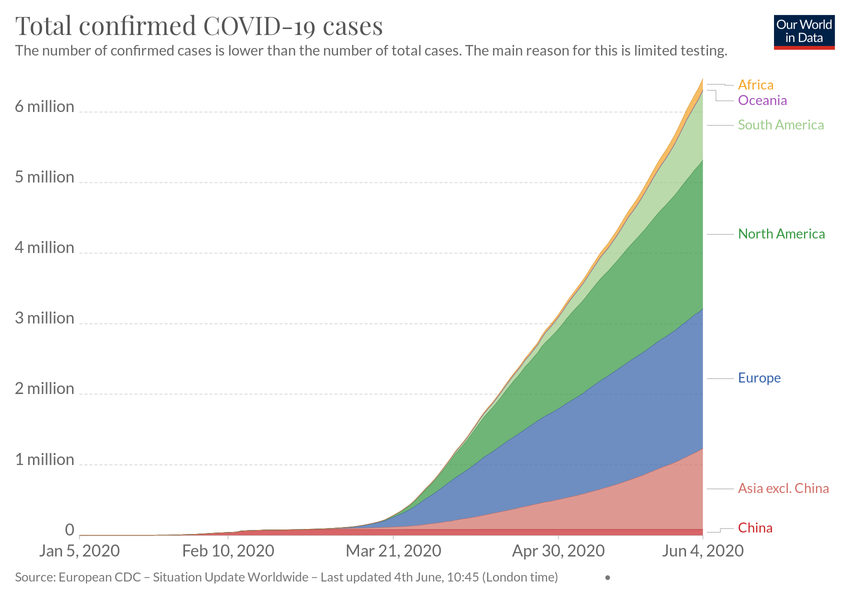 Total confirmed COVID-19 cases
The number of confirmed cases is lower than the number of total cases. The main reason for this is limited testing.
Our World
in Data
Africa
Oceania
South America
North America
Europe
Asia excl. China
China
6 million
5 million
4 million
3 million
2 million
1 million
0
Jan 5, 2020
Feb 10, 2020
Mar 21, 2020
Apr 30, 2020
Jun 4, 2020
Source: European CDC – Situation Update Worldwide – Last updated 4th June, 10:45 (London time) •